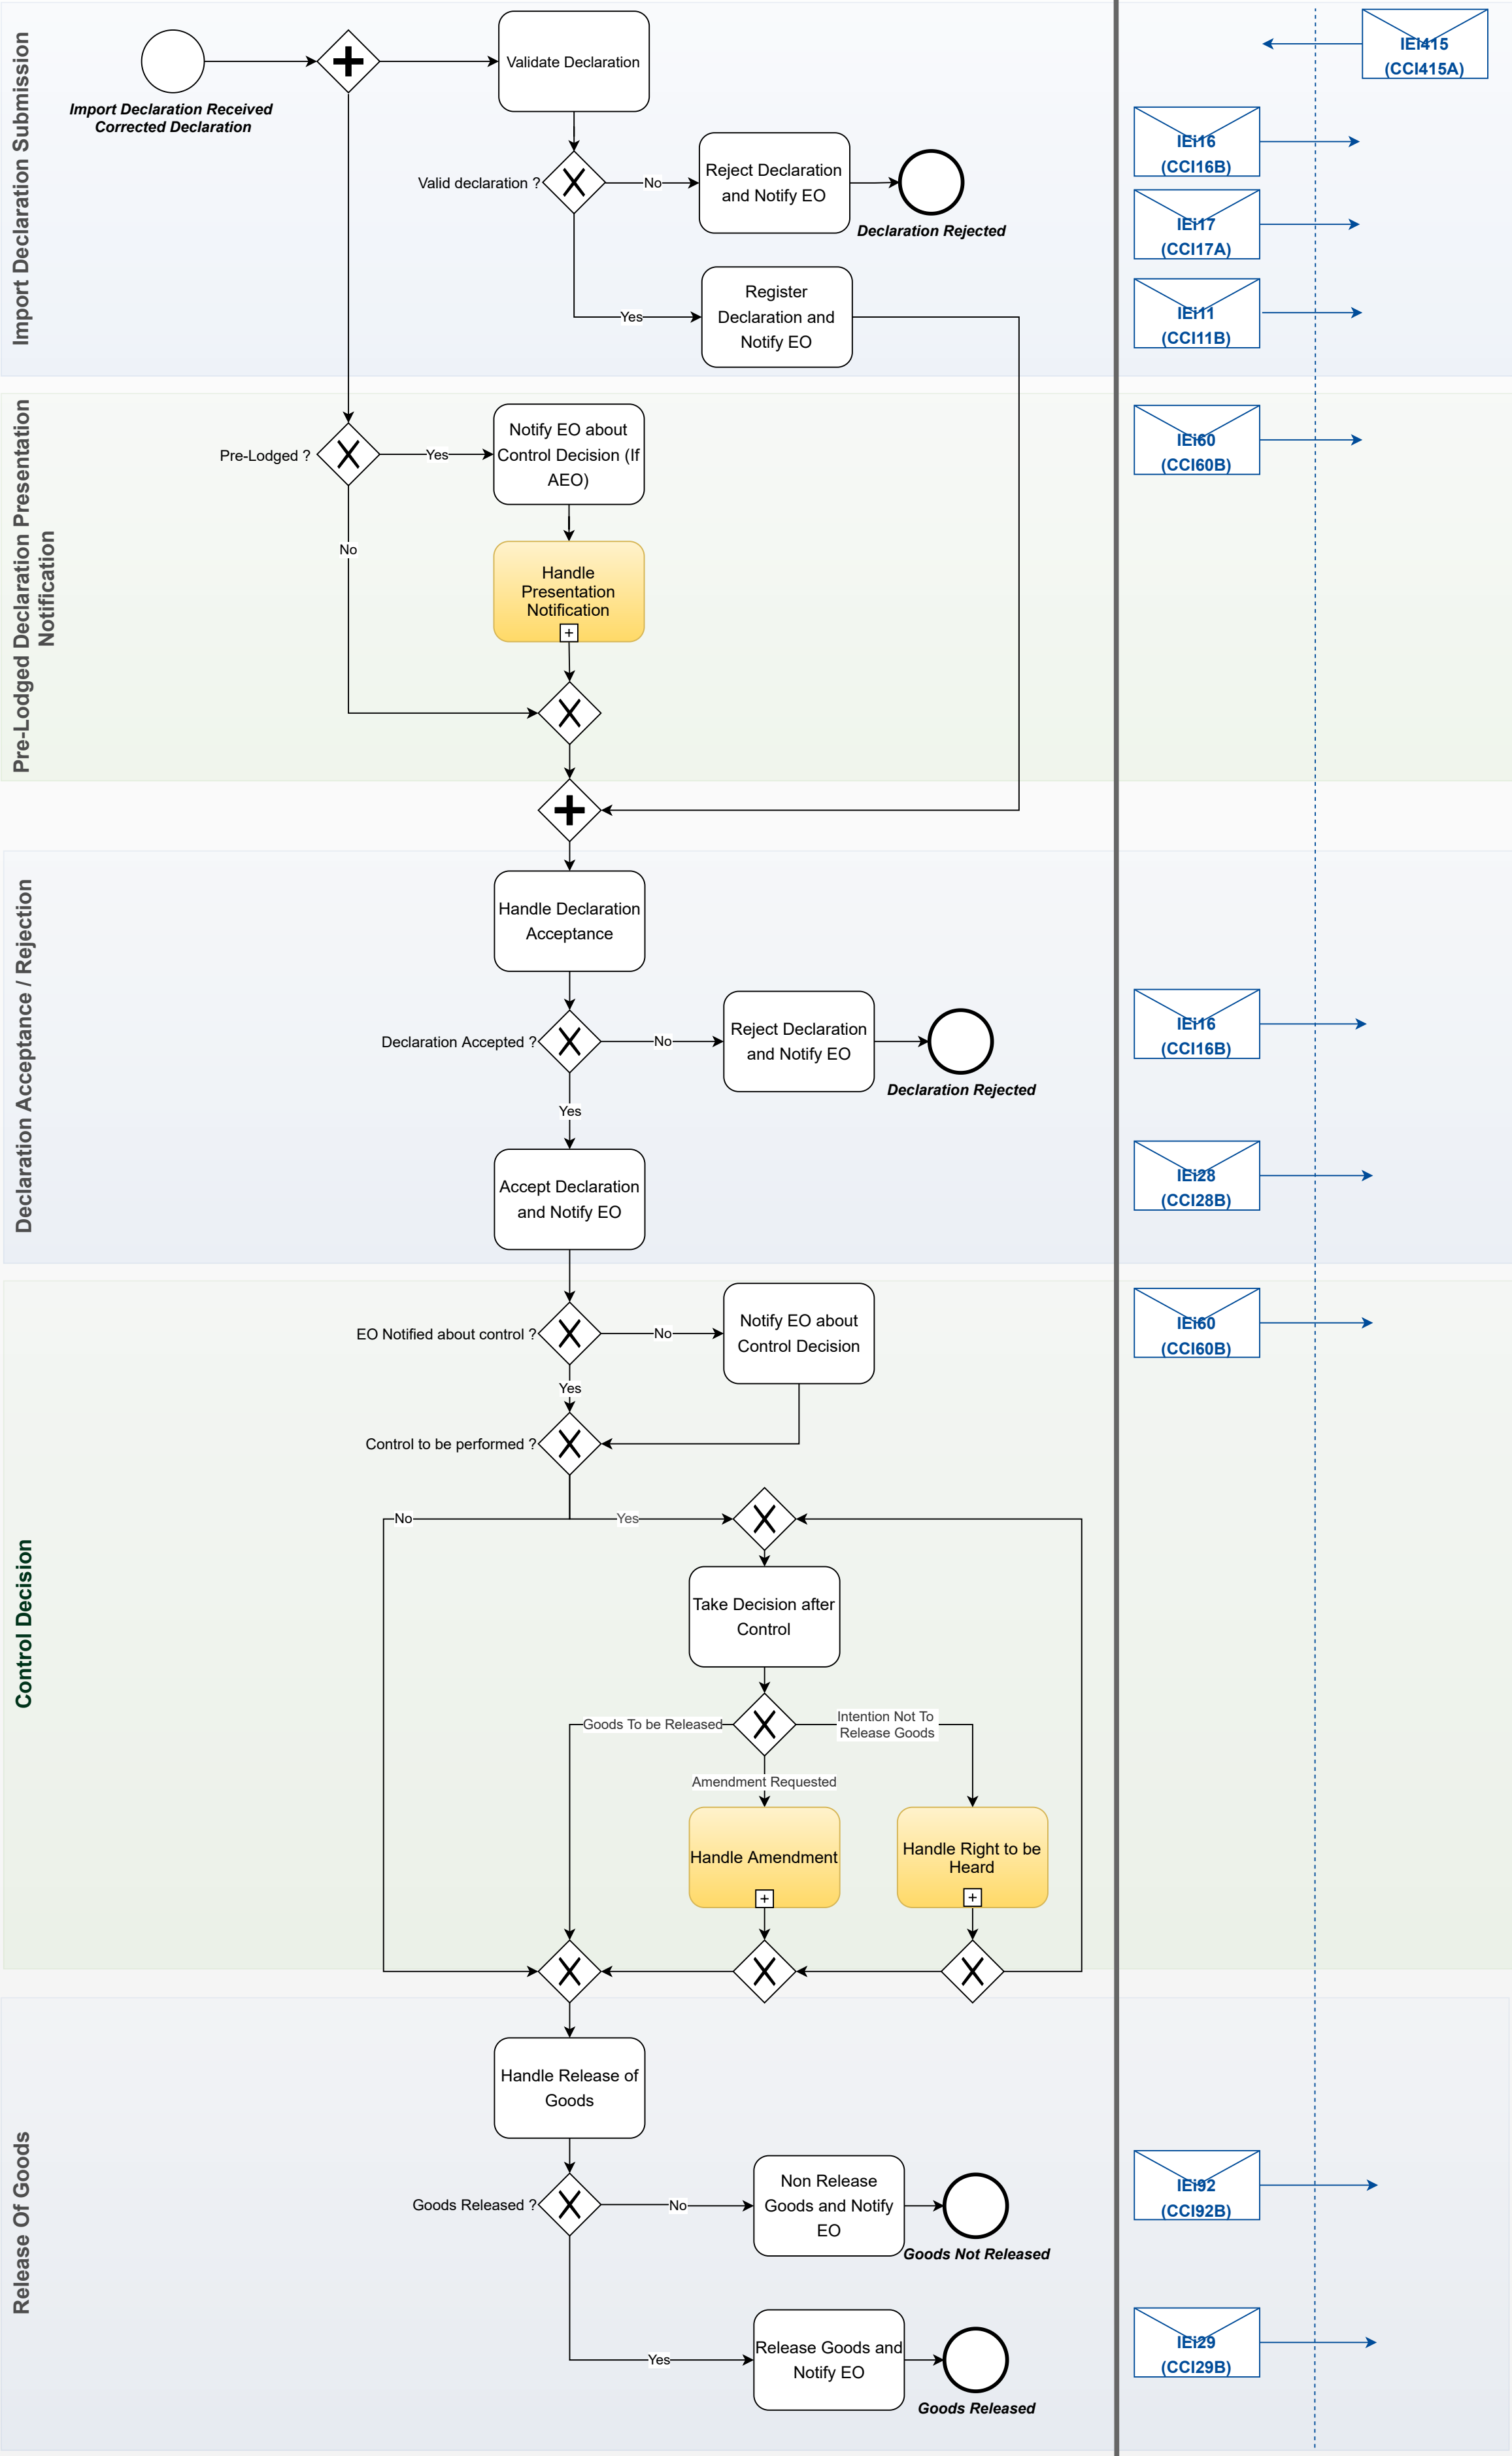 Import Declaration Submission
Import Declaration Received
Corrected Declaration
Validate Declaration
IEI415
(CCI415A)
IEi16
(CCI16B)
Valid declaration ?
No
Reject Declaration
and Notify EO
Declaration Rejected
IEi17
(CCI17A)
Yes
Register
Declaration and
Notify EO
IEi11
(CCI11B)
Pre-Lodged Declaration Presentation
Notification
Pre-Lodged ?
Yes
Notify EO about
Control Decision (If
AEO)
IEi60
(CCI60B)
No
Handle
Presentation
Notification
Declaration Acceptance / Rejection
Handle Declaration
Acceptance
Declaration Accepted ?
No
Reject Declaration
and Notify EO
Declaration Rejected
IEi16
(CCI16B)
Yes
Accept Declaration
and Notify EO
IEi28
(CCI28B)
Control Decision
EO Notified about control ?
No
Notify EO about
Control Decision
IEi60
(CCI60B)
Yes
Control to be performed ?
No
Yes
Take Decision after
Control
Goods To be Released
Intention Not To
Release Goods
Amendment Requested
Handle Amendment
Handle Right to be
Heard
Release Of Goods
Handle Release of
Goods
Goods Released ?
No
Non Release
Goods and Notify
EO
Goods Not Released
IEi92
(CCI92B)
Yes
Release Goods and
Notify EO
Goods Released
IEi29
(CCI29B)